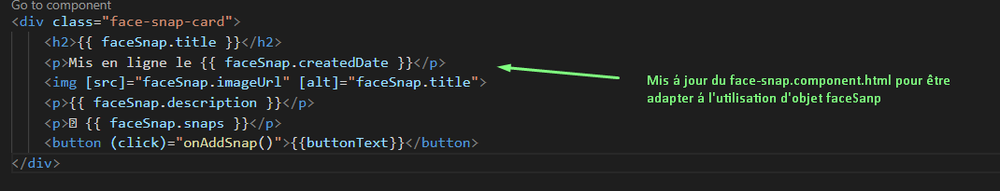 Go to component
<div class="face-snap-card">
<h2>{{ faceSnap.title }}</h2>
<p>Mis en ligne le {{ faceSnap.createdDate }}</p>
<img [src]="faceSnap.imageUrl" [alt]="faceSnap.title">
<p>{{ faceSnap.description }}</p>
<p> {{ faceSnap.snaps }}</p>
<button (click)="onAddSnap()">{{buttonText}}</button>
</div>
Mis á jour du face-snap.component.html pour être
adapter á l'utilisation d'objet faceSanp